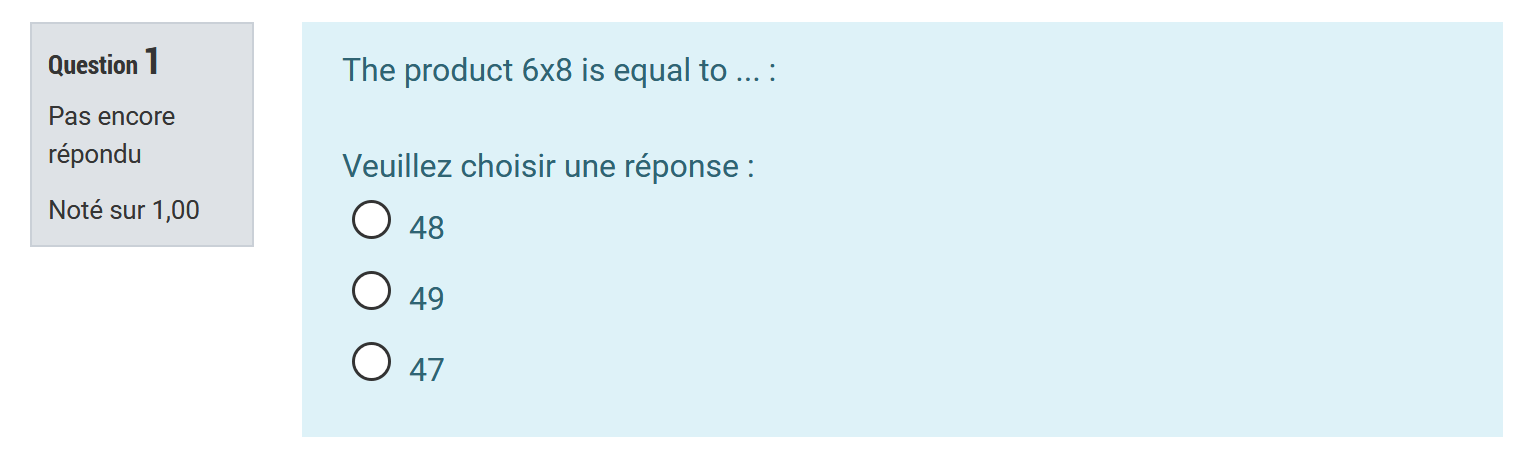 Question 1
Pas encore
répondu
Noté sur 1,00
The product 6x8 is equal to ... :
Veuillez choisir une réponse :
48
49
47